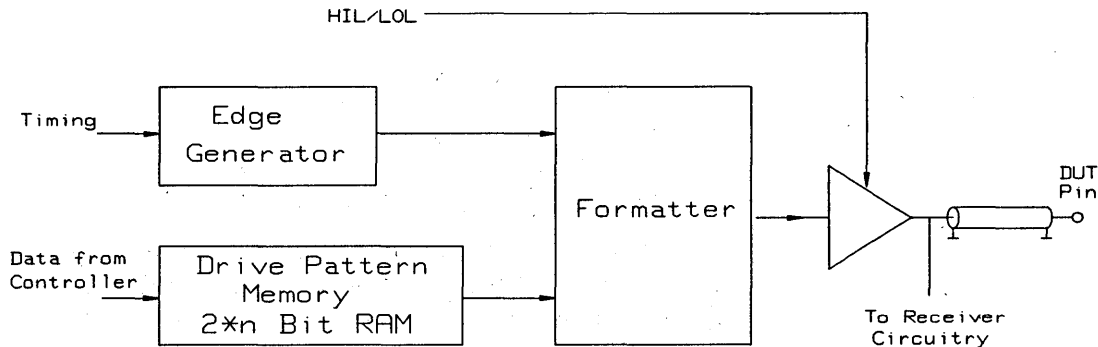 HIL/LOL
Timing
Edge
Generator
Formatter
DUT
Pin
Data from
Controller
Drive Pattern
Memory
2*n Bit RAM
To Receiver
Circuitry